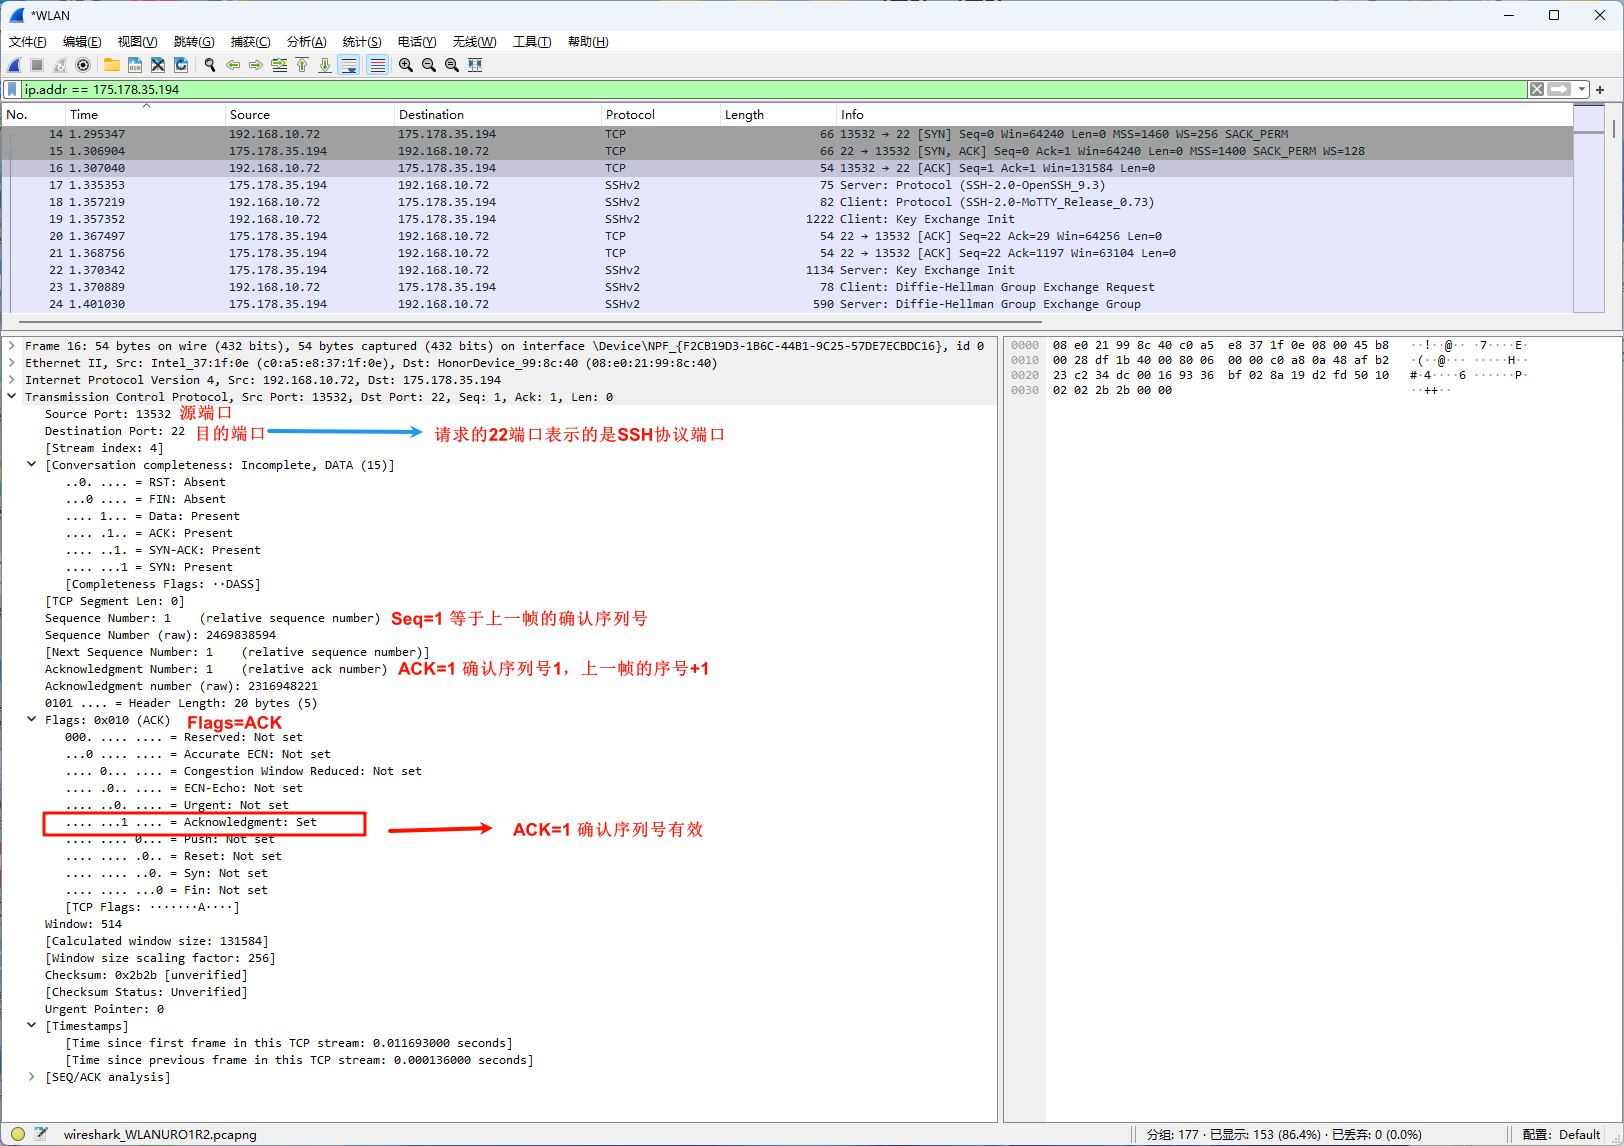 *WLAN
文件(F) 编辑(E) 视图(V) 跳转(G) 捕获(C) 分析(A) 统计(S) 电话(Y) 无线(W) 工具(T) 帮助(H)
ip.addr == 175.178.35.194
No. Time Source Destination Protocol Length Info
14 1.295347 192.168.10.72 175.178.35.194 TCP 66 13532 → 22 [SYN] Seq=0 Win=64240 Len=0 MSS=1460 WS=256 SACK_PERM
15 1.306904 175.178.35.194 192.168.10.72 TCP 66 22 → 13532 [SYN, ACK] Seq=0 Ack=1 Win=64240 Len=0 MSS=1400 SACK_PERM WS=128
16 1.307040 192.168.10.72 175.178.35.194 TCP 54 13532 → 22 [ACK] Seq=1 Ack=1 Win=131584 Len=0
17 1.335353 175.178.35.194 192.168.10.72 SSHv2 75 Server: Protocol (SSH-2.0-OpenSSH_9.3)
18 1.357219 192.168.10.72 175.178.35.194 SSHv2 82 Client: Protocol (SSH-2.0-MoTTY_Release_0.73)
19 1.357352 192.168.10.72 175.178.35.194 SSHv2 1222 Client: Key Exchange Init
20 1.367497 175.178.35.194 192.168.10.72 TCP 54 22 → 13532 [ACK] Seq=22 Ack=29 Win=64256 Len=0
21 1.368756 175.178.35.194 192.168.10.72 TCP 54 22 → 13532 [ACK] Seq=22 Ack=1197 Win=63104 Len=0
22 1.370342 175.178.35.194 192.168.10.72 SSHv2 1134 Server: Key Exchange Init
23 1.370889 192.168.10.72 175.178.35.194 SSHv2 78 Client: Diffie-Hellman Group Exchange Request
24 1.401030 175.178.35.194 192.168.10.72 SSHv2 590 Server: Diffie-Hellman Group Exchange Group
Frame 16: 54 bytes on wire (432 bits), 54 bytes captured (432 bits) on interface \Device\NPF_{F2CB19D3-1B6C-44B1-9C25-57DE7ECBDC16}, id 0
Ethernet II, Src: Intel_37:1f:0e (c0:a5:e8:37:1f:0e), Dst: HonorDevice_99:8c:40 (08:e0:21:99:8c:40)
Internet Protocol Version 4, Src: 192.168.10.72, Dst: 175.178.35.194
Transmission Control Protocol, Src Port: 13532, Dst Port: 22, Seq: 1, Ack: 1, Len: 0
Source Port: 13532 源端口
Destination Port: 22 目的端口 请求的22端口表示的是SSH协议端口
[Stream index: 4]
[Conversation completeness: Incomplete, DATA (15)]
..0. .... = RST: Absent
...0 .... = FIN: Absent
.... 1... = Data: Present
.... .1.. = ACK: Present
.... ..1. = SYN-ACK: Present
.... ...1 = SYN: Present
[Completeness Flags: ··DASS]
[TCP Segment Len: 0]
Sequence Number: 1 (relative sequence number) Seq=1 等于上一帧的确认序列号
Sequence Number (raw): 2469838594
[Next Sequence Number: 1 (relative sequence number)]
Acknowledgment Number: 1 (relative ack number) ACK=1 确认序列号1，上一帧的序号+1
Acknowledgment number (raw): 2316948221
0101 .... = Header Length: 20 bytes (5)
Flags: 0x010 (ACK) Flags=ACK
000. .... .... = Reserved: Not set
...0 .... .... = Accurate ECN: Not set
.... 0... .... = Congestion Window Reduced: Not set
.... .0.. .... = ECN-Echo: Not set
.... ..0. .... = Urgent: Not set
.... ...1 .... = Acknowledgment: Set ACK=1 确认序列号有效
.... .... 0... = Push: Not set
.... .... .0.. = Reset: Not set
.... .... ..0. = Syn: Not set
.... .... ...0 = Fin: Not set
[TCP Flags: ·······A····]
Window: 514
[Calculated window size: 131584]
[Window size scaling factor: 256]
Checksum: 0x2b2b [unverified]
[Checksum Status: Unverified]
Urgent Pointer: 0
[Timestamps]
[Time since first frame in this TCP stream: 0.011693000 seconds]
[Time since previous frame in this TCP stream: 0.000136000 seconds]
[SEQ/ACK analysis]
0000 08 e0 21 99 8c 40 c0 a5 e8 37 1f 0e 08 00 45 b8 ··!··@·· ·7····E·
0010 00 28 df 1b 40 00 80 06 00 00 c0 a8 0a 48 af b2 ·(··@··· ·····H··
0020 23 c2 34 dc 00 16 93 36 bf 02 8a 19 d2 fd 50 10 #·4····6 ······P·
0030 02 02 2b 2b 00 00 ··++··
wireshark_WLANURO1R2.pcapng 分组: 177 · 已显示: 153 (86.4%) · 已丢弃: 0 (0.0%) 配置: Default